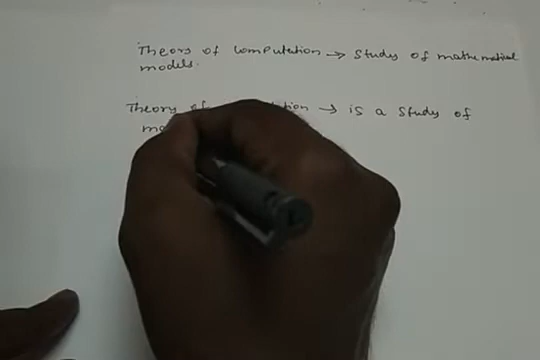 Theory of Computation → Study of mathematical
models.
Theory of → is a study of